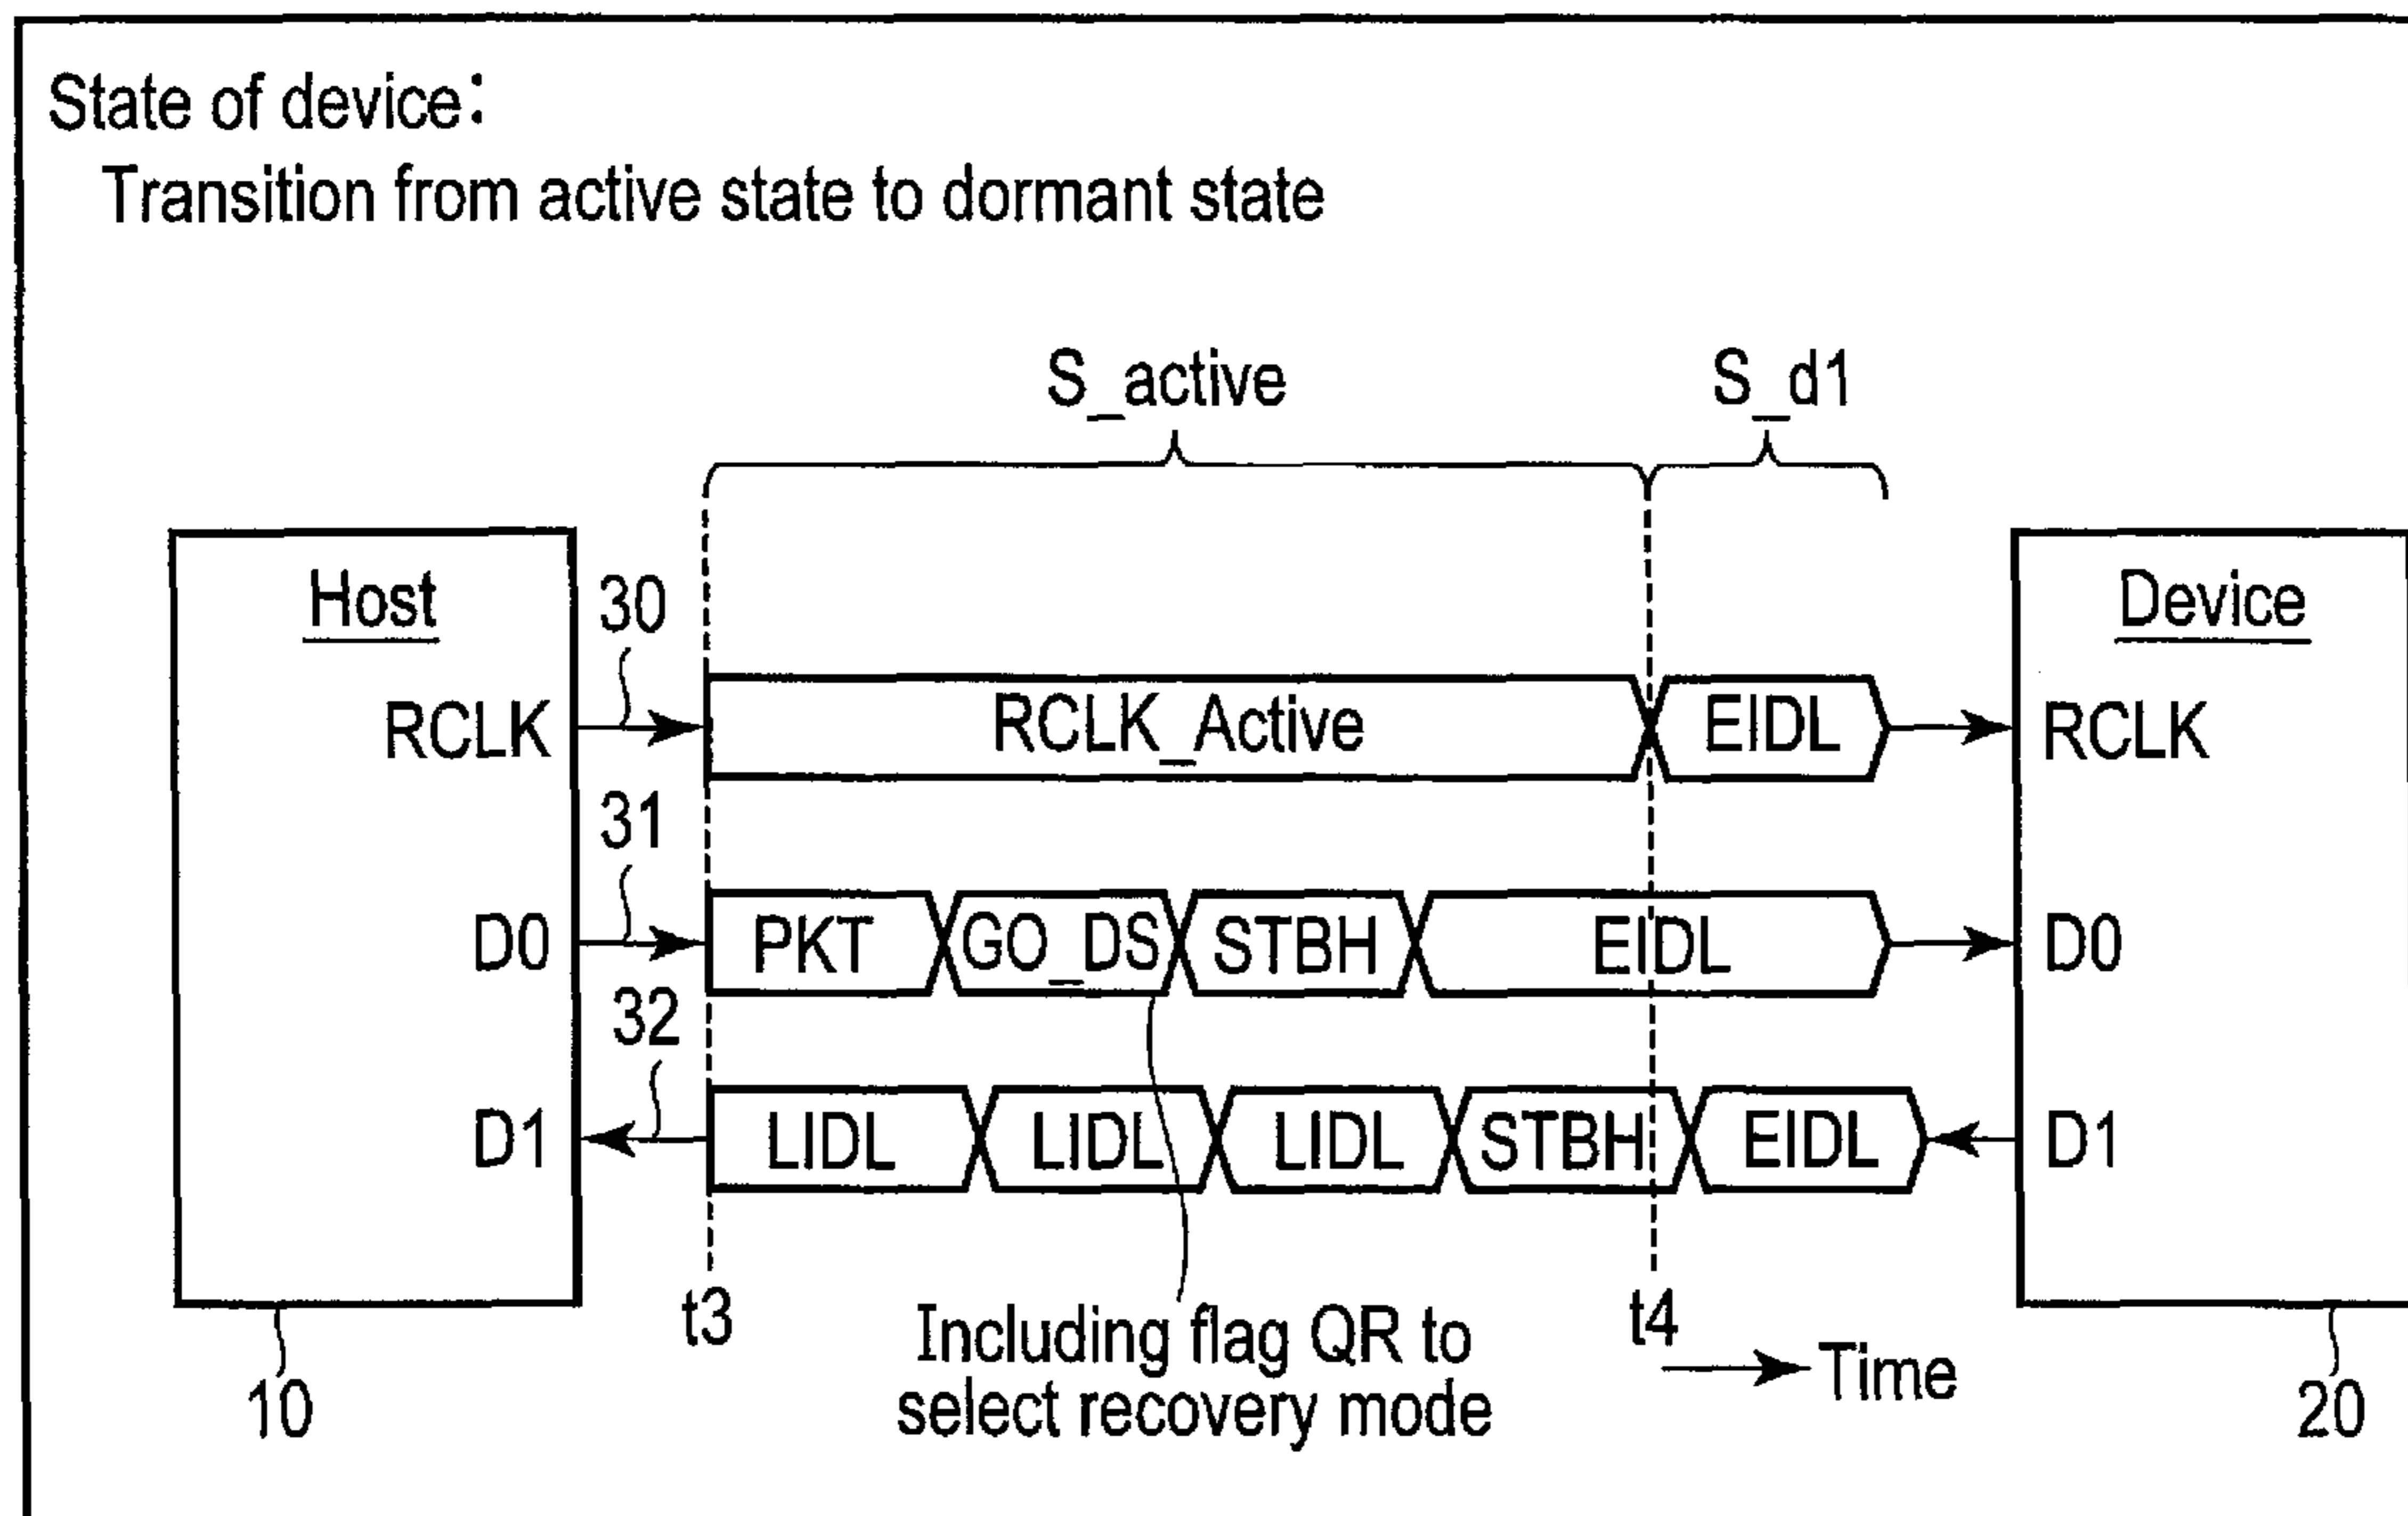 State of device:
Transition from active state to dormant state
S_active
S_d1
Host
Device
30
RCLK
RCLK_Active
EIDL
RCLK
31
D0
PKT
GO_DS
STBH
EIDL
D0
32
D1
LIDL
LIDL
LIDL
STBH
EIDL
D1
t3
t4
Including flag QR to
select recovery mode
Time
10
20